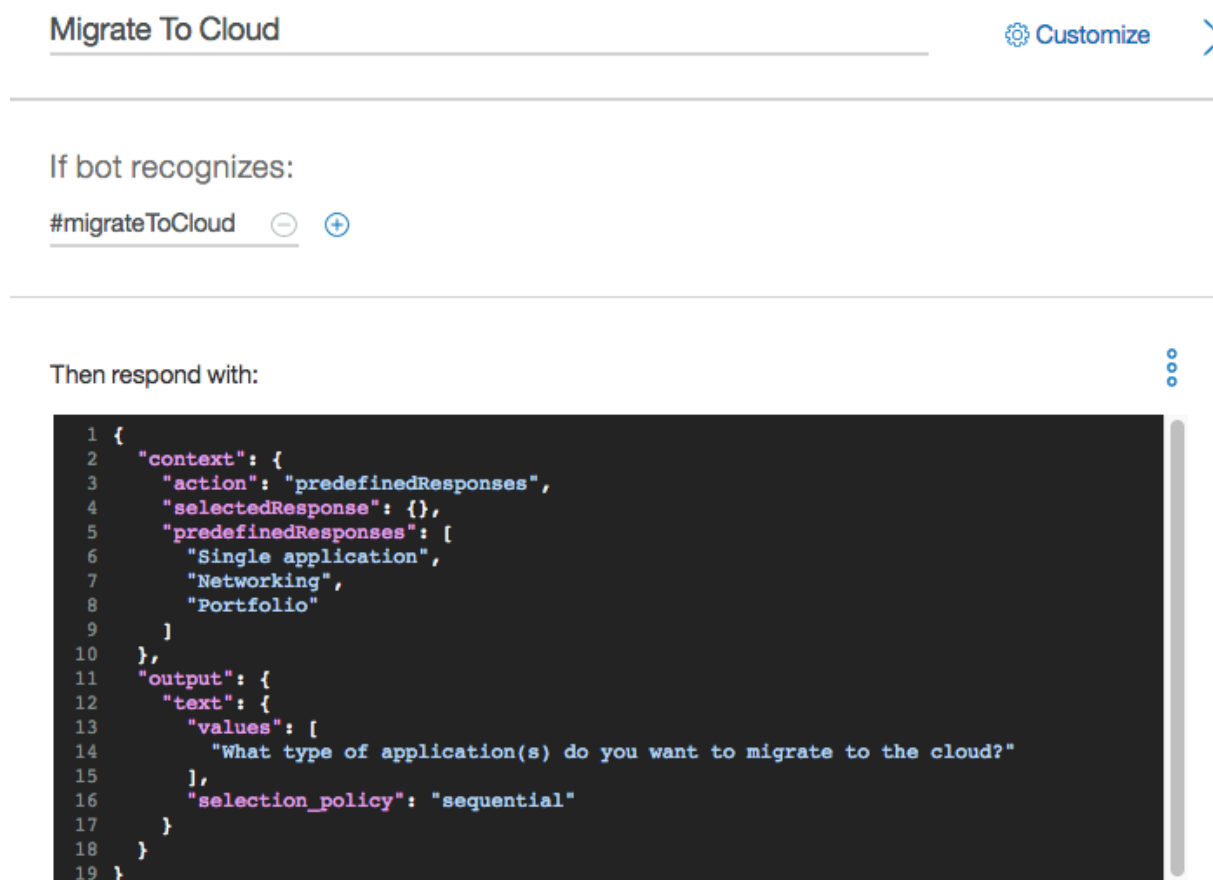 Migrate To Cloud
Customize
If bot recognizes:
#migrateToCloud
Then respond with:
1 {
2   "context": {
3     "action": "predefinedResponses",
4     "selectedResponse": {},
5     "predefinedResponses": [
6       "Single application",
7       "Networking",
8       "Portfolio"
9     ]
10   },
11   "output": {
12     "text": {
13       "values": [
14         "What type of application(s) do you want to migrate to the cloud?"
15       ],
16       "selection_policy": "sequential"
17     }
18   }
19 }